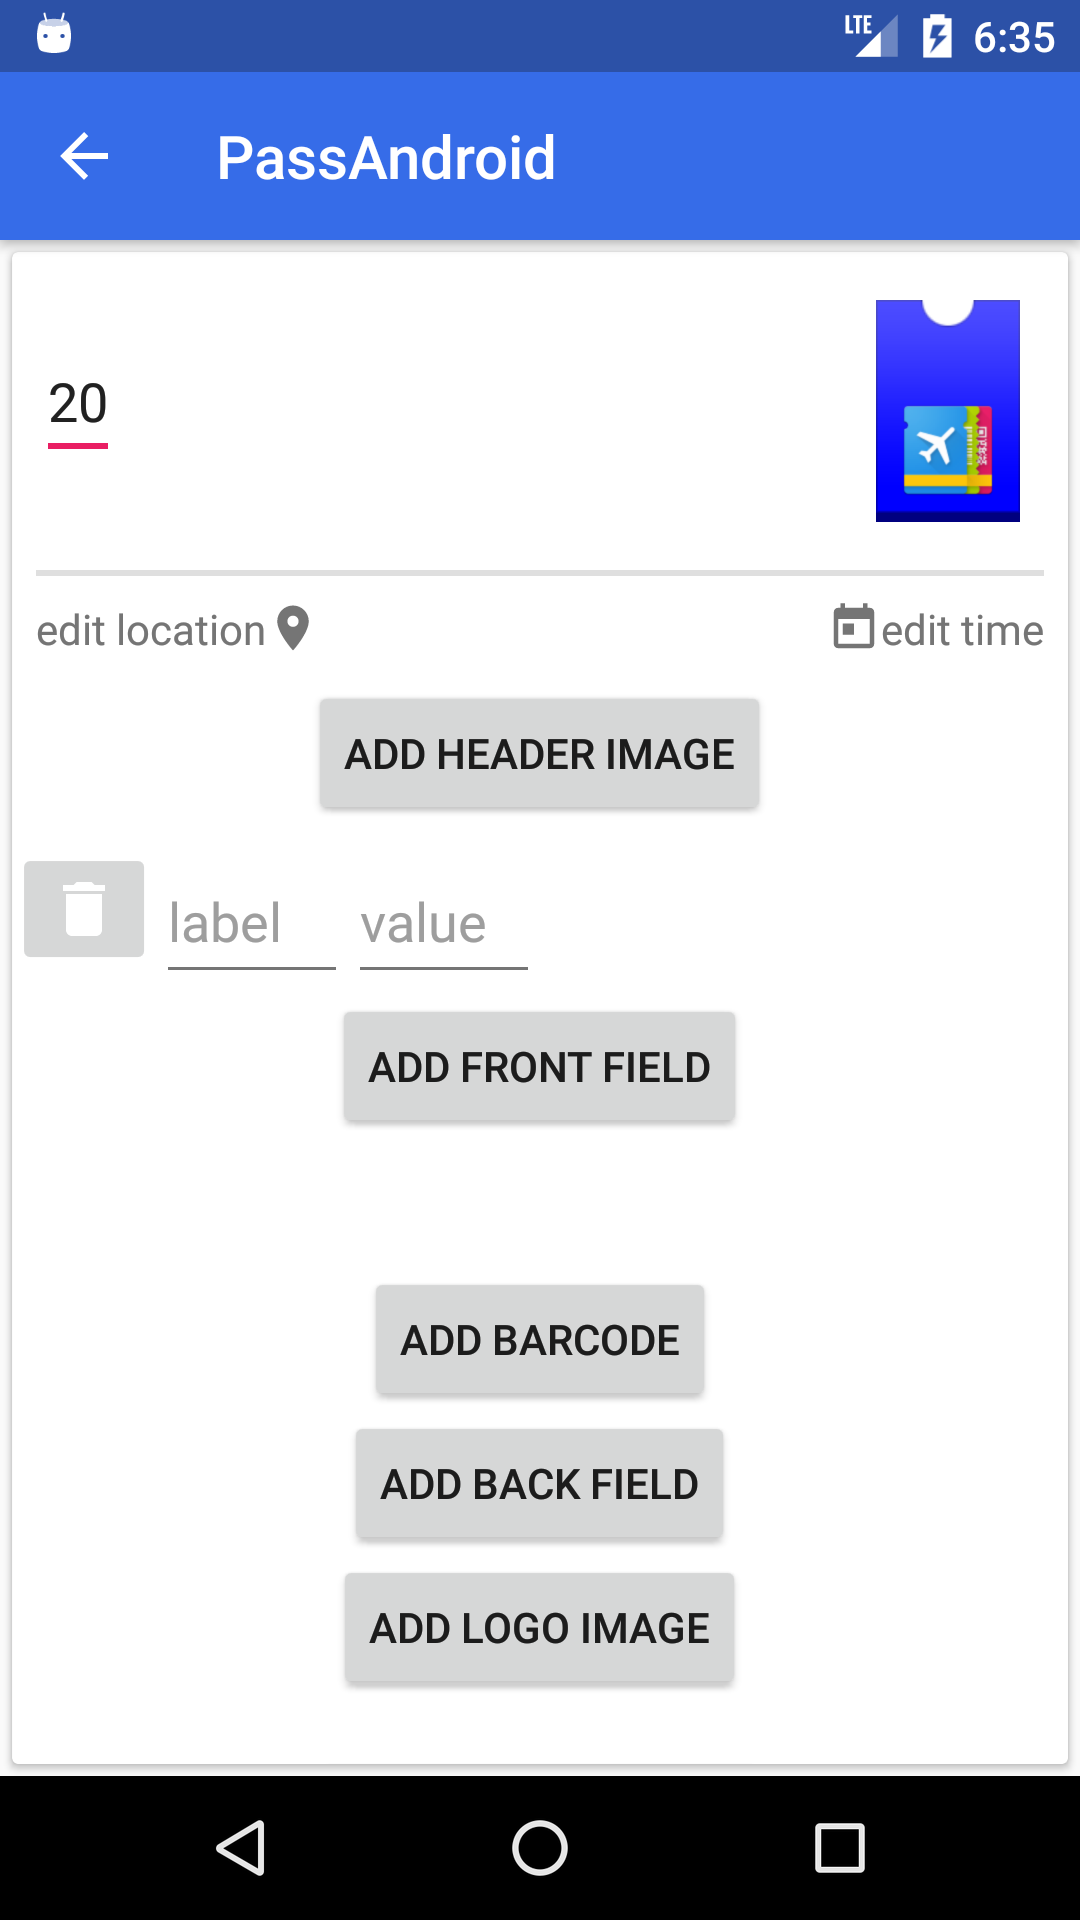 LTE 6:35
PassAndroid
20
edit location edit time
ADD HEADER IMAGE
label value
ADD FRONT FIELD
ADD BARCODE
ADD BACK FIELD
ADD LOGO IMAGE